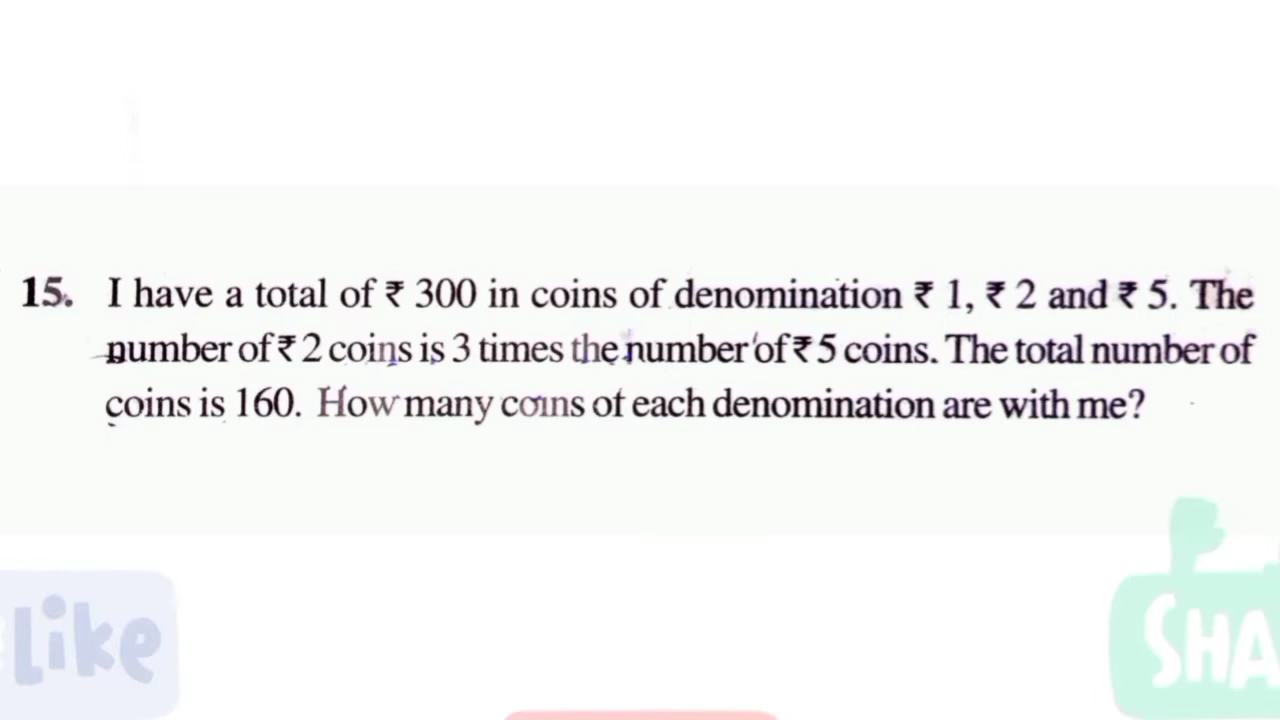 15. I have a total of ₹ 300 in coins of denomination ₹ 1, ₹ 2 and ₹ 5. The
number of ₹ 2 coins is 3 times the number of ₹ 5 coins. The total number of
coins is 160. How many coins of each denomination are with me?
Like
SHA